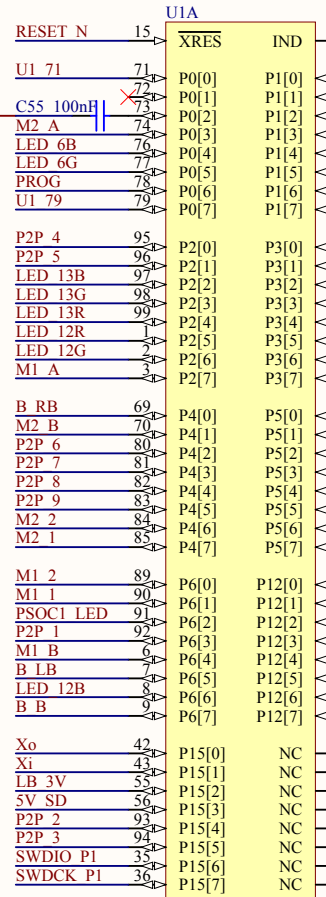 U1A
RESET_N 15 XRES IND
U1_71 71 P0[0] P1[0]
72 P0[1] P1[1]
C55 100nF 73 P0[2] P1[2]
M2_A 74 P0[3] P1[3]
LED_6B 76 P0[4] P1[4]
LED_6G 77 P0[5] P1[5]
PROG 78 P0[6] P1[6]
U1_79 79 P0[7] P1[7]
P2P_4 95 P2[0] P3[0]
P2P_5 96 P2[1] P3[1]
LED_13B 97 P2[2] P3[2]
LED_13G 98 P2[3] P3[3]
LED_13R 99 P2[4] P3[4]
LED_12R 1 P2[5] P3[5]
LED_12G 2 P2[6] P3[6]
M1_A 3 P2[7] P3[7]
B_RB 69 P4[0] P5[0]
M2_B 70 P4[1] P5[1]
P2P_6 80 P4[2] P5[2]
P2P_7 81 P4[3] P5[3]
P2P_8 82 P4[4] P5[4]
P2P_9 83 P4[5] P5[5]
M2_2 84 P4[6] P5[6]
M2_1 85 P4[7] P5[7]
M1_2 89 P6[0] P12[0]
M1_1 90 P6[1] P12[1]
PSOC1_LED 91 P6[2] P12[2]
P2P_1 92 P6[3] P12[3]
M1_B 6 P6[4] P12[4]
B_LB 7 P6[5] P12[5]
LED_12B 8 P6[6] P12[6]
B_B 9 P6[7] P12[7]
Xo 42 P15[0] NC
Xi 43 P15[1] NC
LB_3V 55 P15[2] NC
5V_SD 56 P15[3] NC
P2P_2 93 P15[4] NC
P2P_3 94 P15[5] NC
SWDIO_P1 35 P15[6] NC
SWDCK_P1 36 P15[7] NC